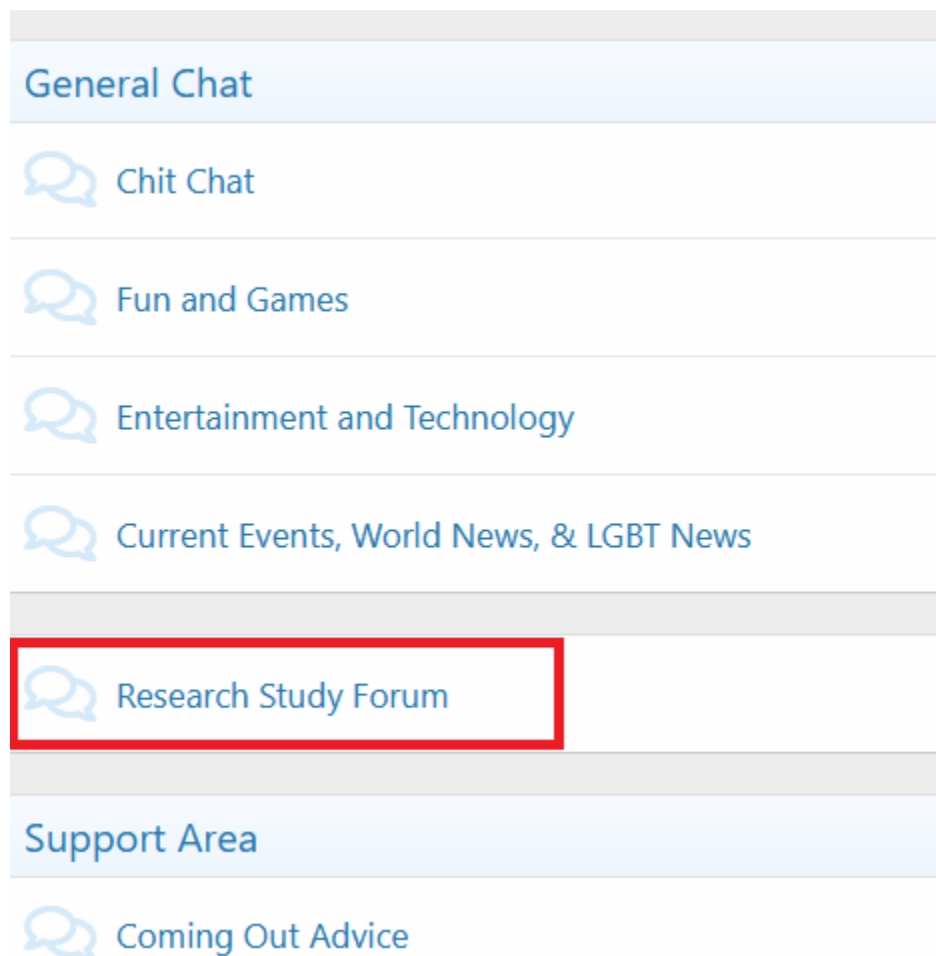 General Chat
Chit Chat
Fun and Games
Entertainment and Technology
Current Events, World News, & LGBT News
Research Study Forum
Support Area
Coming Out Advice